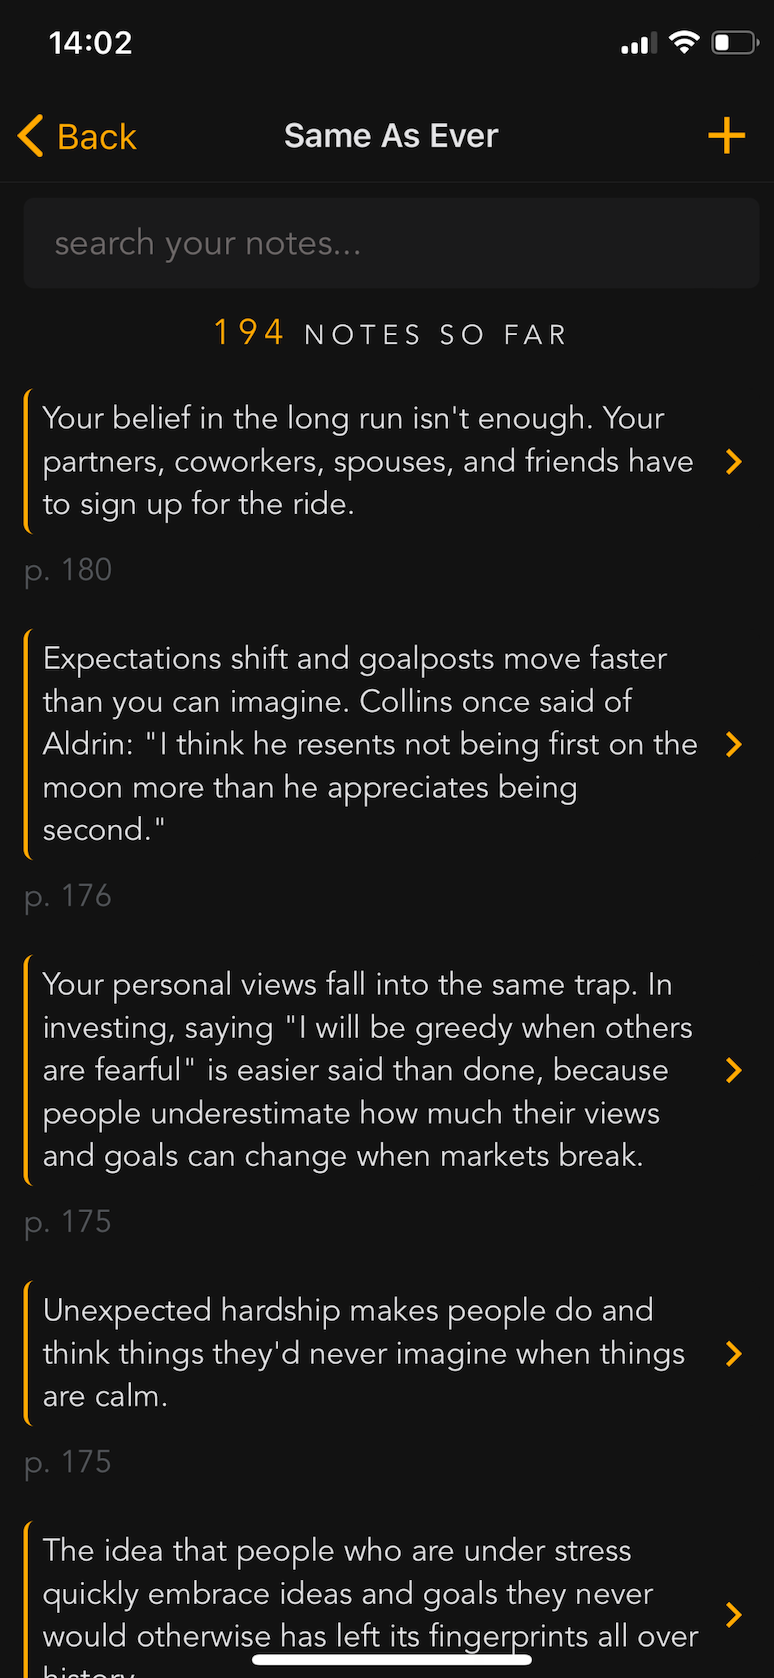 14:02
Back
Same As Ever
search your notes...
194 NOTES SO FAR
Your belief in the long run isn't enough. Your
partners, coworkers, spouses, and friends have
to sign up for the ride.
p. 180
Expectations shift and goalposts move faster
than you can imagine. Collins once said of
Aldrin: "I think he resents not being first on the
moon more than he appreciates being
second."
p. 176
Your personal views fall into the same trap. In
investing, saying "I will be greedy when others
are fearful" is easier said than done, because
people underestimate how much their views
and goals can change when markets break.
p. 175
Unexpected hardship makes people do and
think things they'd never imagine when things
are calm.
p. 175
The idea that people who are under stress
quickly embrace ideas and goals they never
would otherwise has left its fingerprints all over
history.